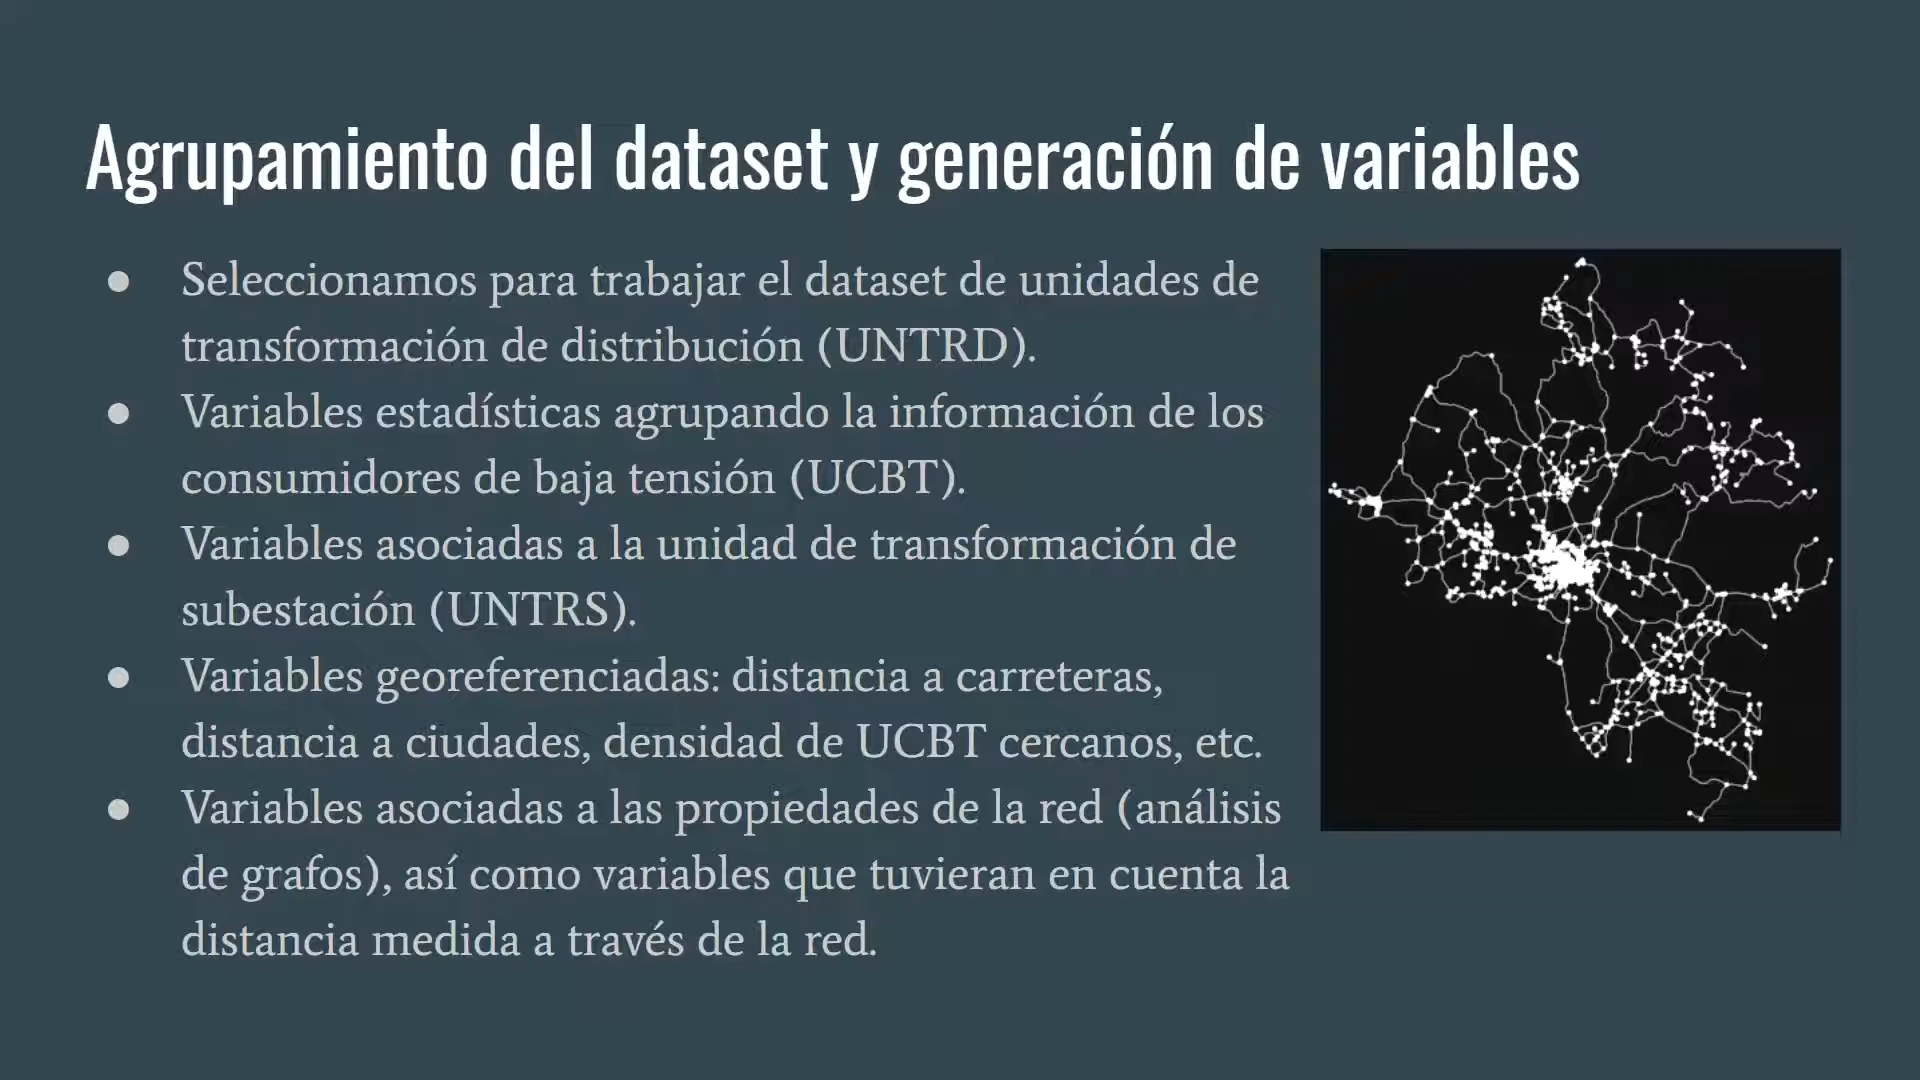 Agrupamiento del dataset y generación de variables
● Seleccionamos para trabajar el dataset de unidades de
transformación de distribución (UNTRD).
● Variables estadísticas agrupando la información de los
consumidores de baja tensión (UCBT).
● Variables asociadas a la unidad de transformación de
subestación (UNTRS).
● Variables georeferenciadas: distancia a carreteras,
distancia a ciudades, densidad de UCBT cercanos, etc.
● Variables asociadas a las propiedades de la red (análisis
de grafos), así como variables que tuvieran en cuenta la
distancia medida a través de la red.